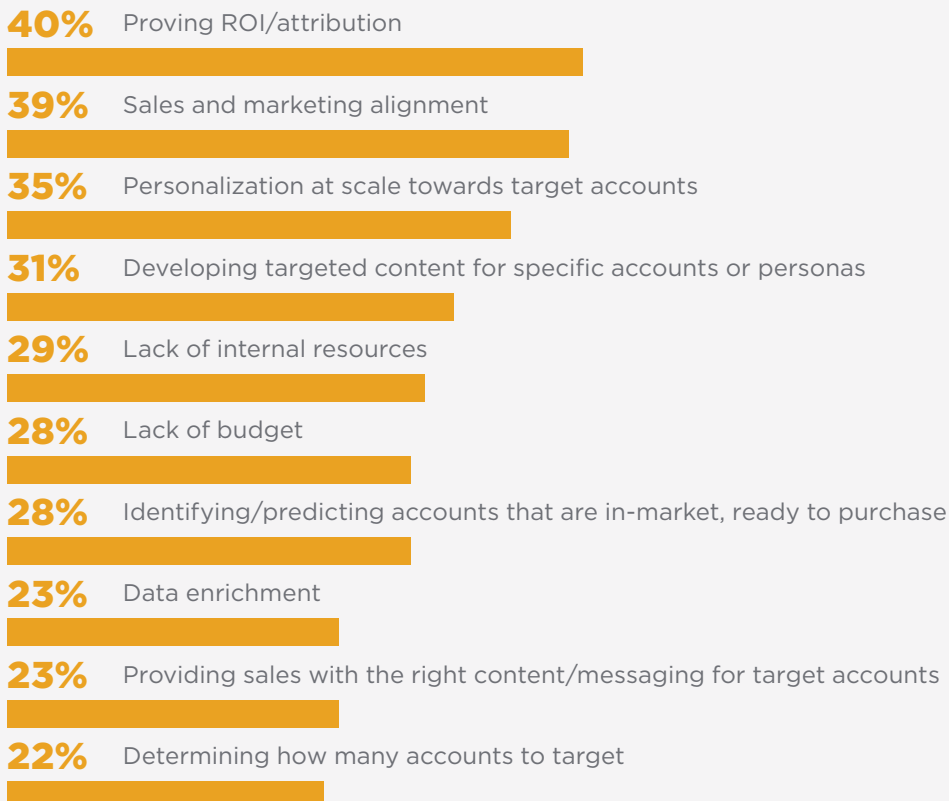 40% Proving ROI/attribution
39% Sales and marketing alignment
35% Personalization at scale towards target accounts
31% Developing targeted content for specific accounts or personas
29% Lack of internal resources
28% Lack of budget
28% Identifying/predicting accounts that are in-market, ready to purchase
23% Data enrichment
23% Providing sales with the right content/messaging for target accounts
22% Determining how many accounts to target